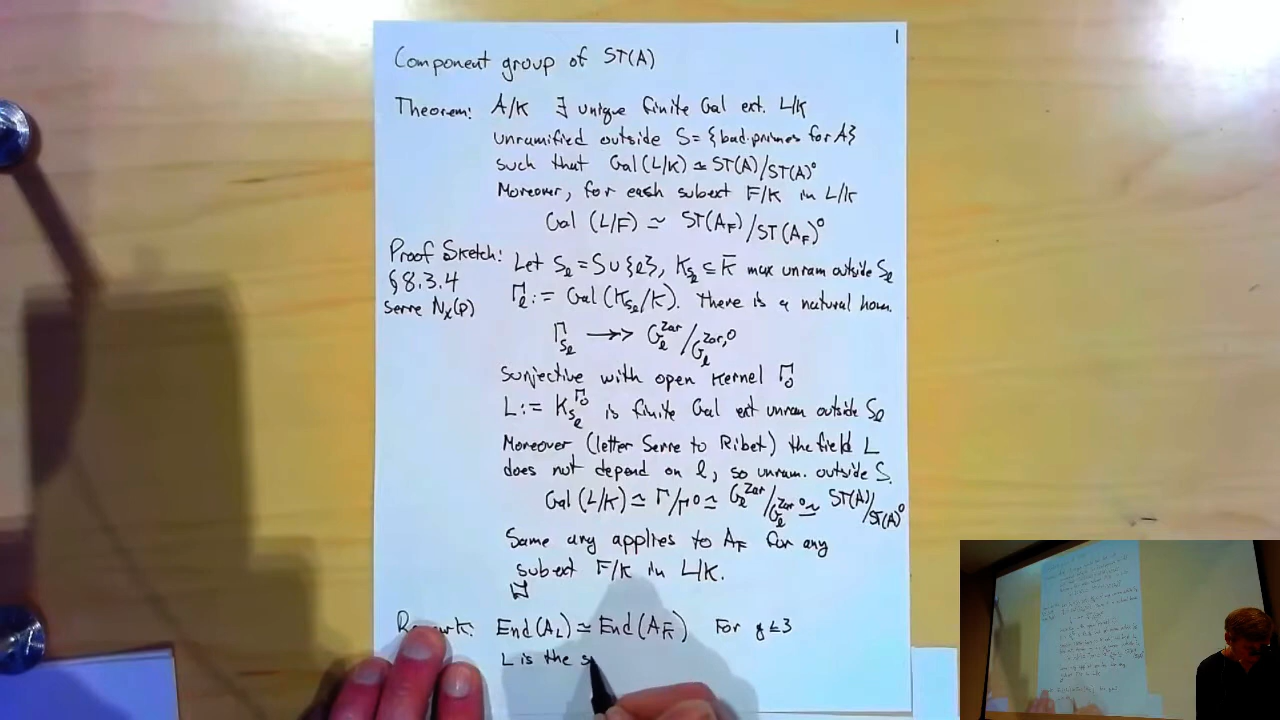 1
Component group of ST(A)
Theorem: A/K ∃ unique finite Gal ext. L/K
unramified outside S = {bad primes for A}
such that Gal(L/K) ≃ ST(A)/ST(A)⁰
Moreover, for each subext F/K in L/K
Gal (L/F) ≃ ST(A_F)/ST(A_F)⁰
Proof Sketch: Let S_ℓ = S ∪ {ℓ}, K_{S_ℓ} ⊆ K̄ max unram outside S_ℓ
§8.3.4 Γ_ℓ := Gal(K_{S_ℓ}/K). There is a natural hom.
Serre N_X(p)
Γ_{S_ℓ} ↠ G_ℓ^{Zar}/G_ℓ^{Zar,0}
surjective with open kernel Γ_0
L := K_{S_ℓ}^{Γ_0} is finite Gal ext unram outside S_ℓ
Moreover (letter Serre to Ribet) the field L
does not depend on ℓ, so unram. outside S.
Gal(L/K) ≃ Γ/Γ⁰ ≃ G_ℓ^{Zar}/G_ℓ^{Zar 0} ≃ ST(A)/ST(A)⁰
Same arg applies to A_F for any
subext F/K in L/K.
□
Remark: End(A_L) ≃ End(A_K̄) For g ≤ 3
L is the s